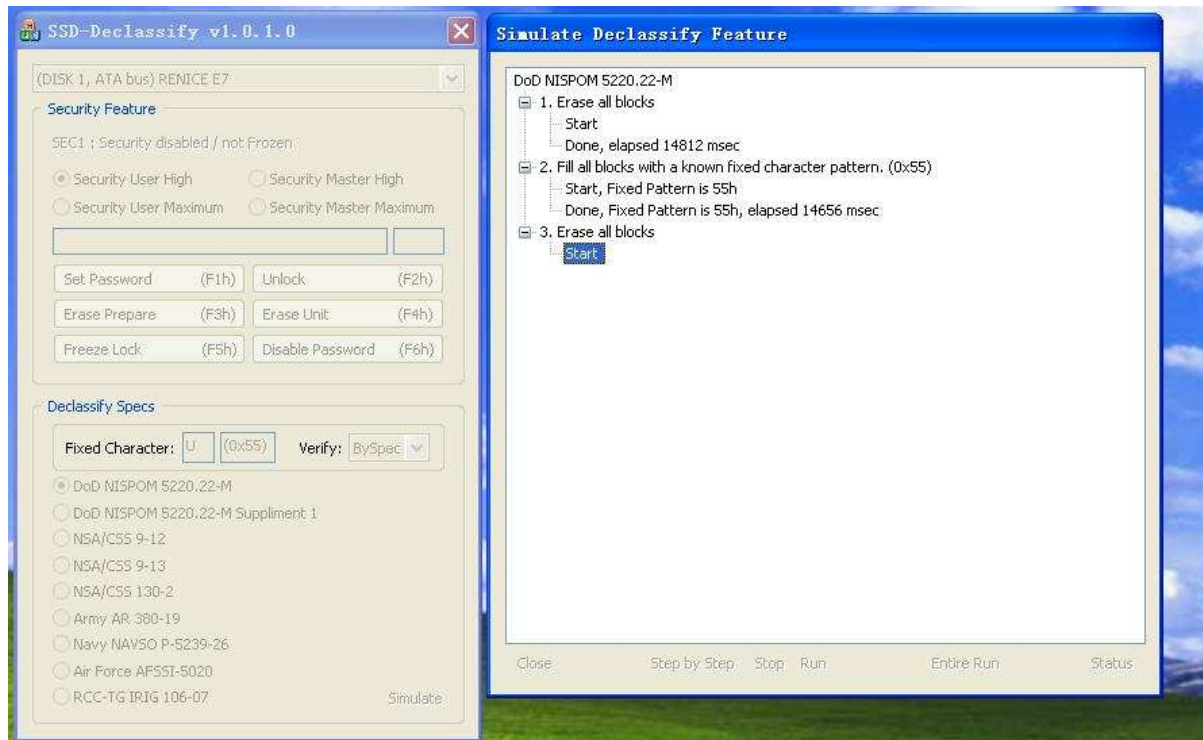 SSD-Declassify v1.0.1.0
(DISK 1, ATA bus) RENICE E7
Security Feature
SEC1 : Security disabled / not Frozen
Security User High Security Master High
Security User Maximum Security Master Maximum
Set Password (F1h) Unlock (F2h)
Erase Prepare (F3h) Erase Unit (F4h)
Freeze Lock (F5h) Disable Password (F6h)
Declassify Specs
Fixed Character: U (0x55) Verify: BySpec
DoD NISPOM 5220.22-M
DoD NISPOM 5220.22-M Suppliment 1
NSA/CSS 9-12
NSA/CSS 9-13
NSA/CSS 130-2
Army AR 380-19
Navy NAVSO P-5239-26
Air Force AFSSI-5020
RCC-TG IRIG 106-07 Simulate
Simulate Declassify Feature
DoD NISPOM 5220.22-M
1. Erase all blocks
Start
Done, elapsed 14812 msec
2. Fill all blocks with a known fixed character pattern. (0x55)
Start, Fixed Pattern is 55h
Done, Fixed Pattern is 55h, elapsed 14656 msec
3. Erase all blocks
Start
Close Step by Step Stop Run Entire Run Status